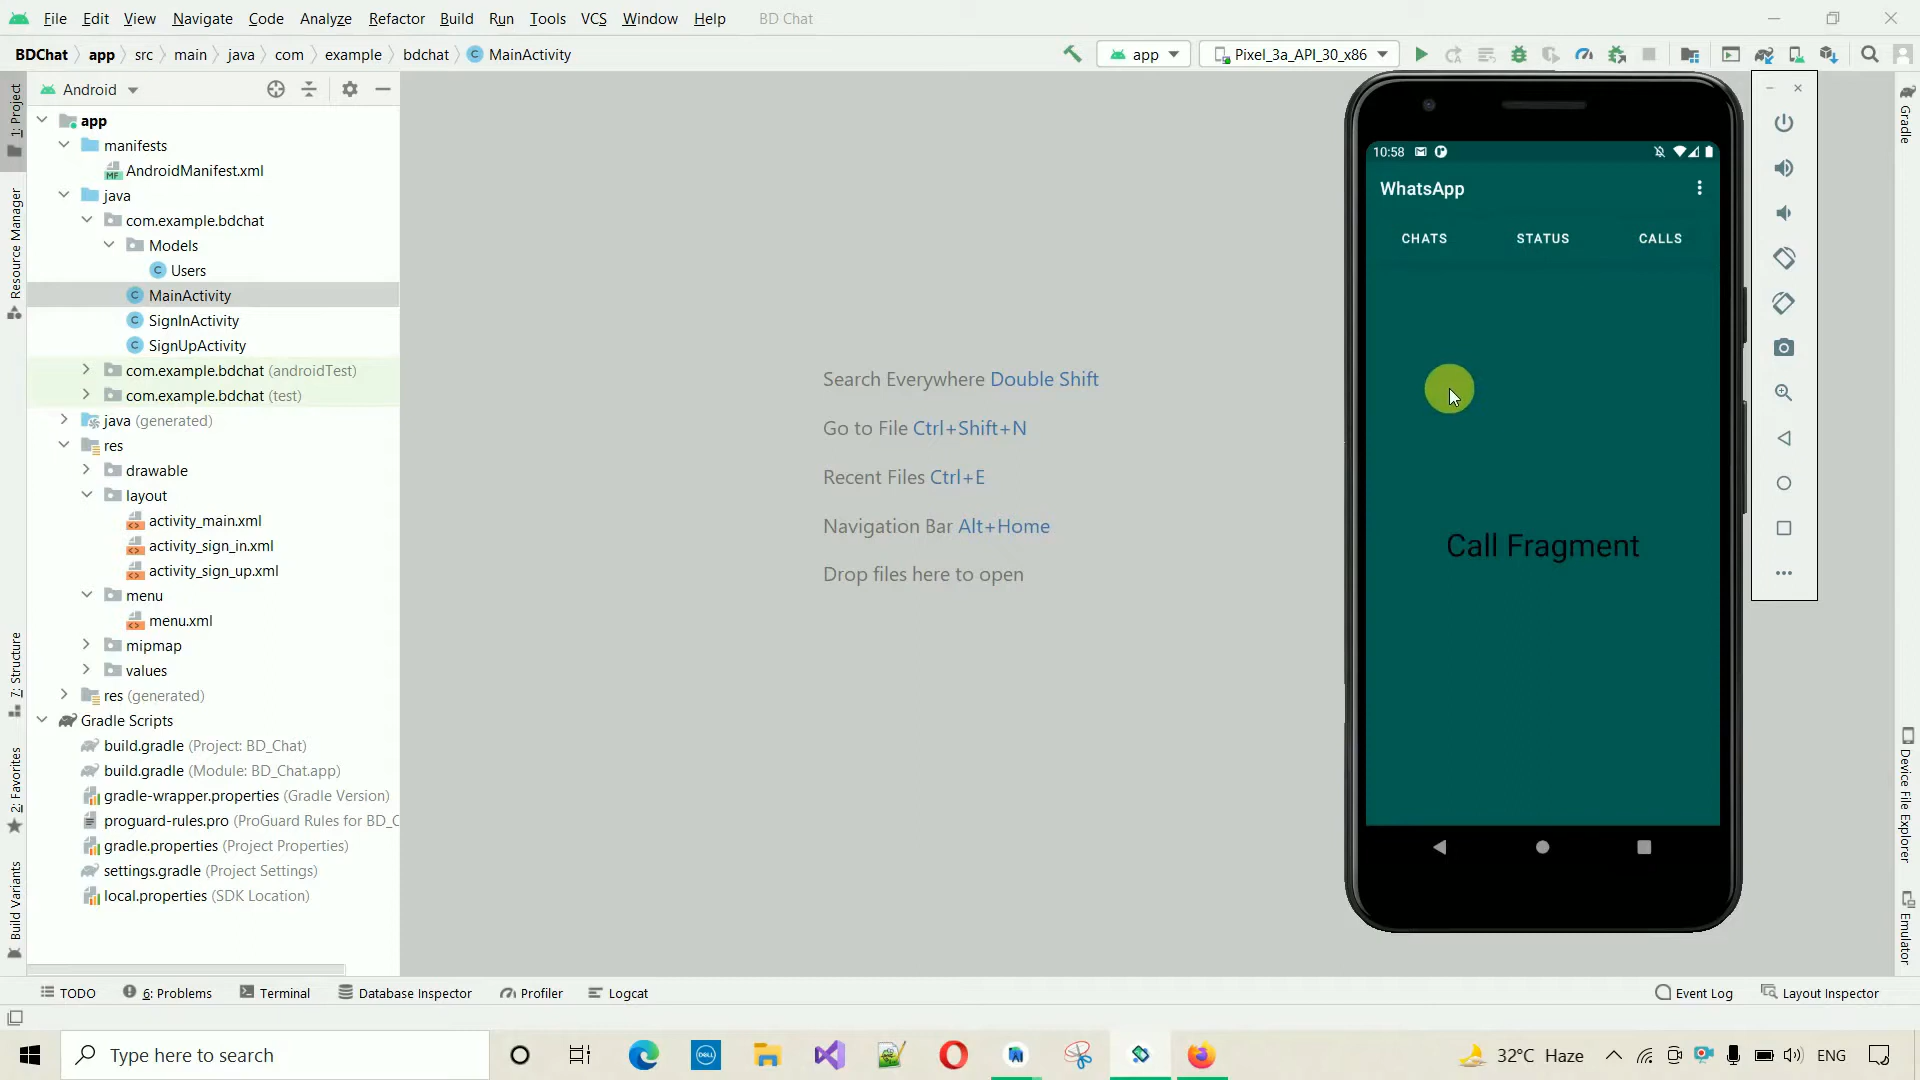 File Edit View Navigate Code Analyze Refactor Build Run Tools VCS Window Help BD Chat
BDChat app src main java com example bdchat MainActivity
app Pixel_3a_API_30_x86
1: Project
Resource Manager
7: Structure
2: Favorites
Build Variants
Android
app
manifests
AndroidManifest.xml
java
com.example.bdchat
Models
Users
MainActivity
SignInActivity
SignUpActivity
com.example.bdchat (androidTest)
com.example.bdchat (test)
java (generated)
res
drawable
layout
activity_main.xml
activity_sign_in.xml
activity_sign_up.xml
menu
menu.xml
mipmap
values
res (generated)
Gradle Scripts
build.gradle (Project: BD_Chat)
build.gradle (Module: BD_Chat.app)
gradle-wrapper.properties (Gradle Version)
proguard-rules.pro (ProGuard Rules for BD_C
gradle.properties (Project Properties)
settings.gradle (Project Settings)
local.properties (SDK Location)
Search Everywhere Double Shift
Go to File Ctrl+Shift+N
Recent Files Ctrl+E
Navigation Bar Alt+Home
Drop files here to open
10:58
WhatsApp
CHATS STATUS CALLS
Call Fragment
Gradle
Device File Explorer
Emulator
TODO 6: Problems Terminal Database Inspector Profiler Logcat Event Log Layout Inspector
Type here to search
DELL
32°C Haze ENG